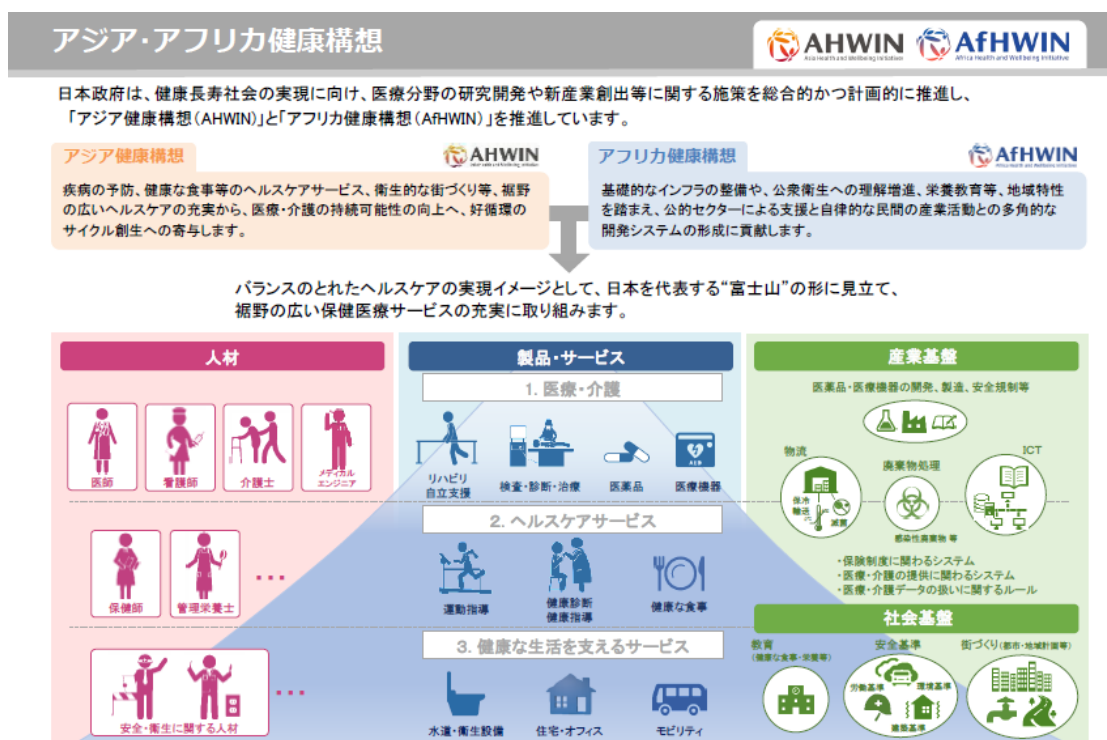 アジア・アフリカ健康構想
AHWIN
Asia Health and Wellbeing Initiative
AfHWIN
Africa Health and Wellbeing Initiative
日本政府は、健康長寿社会の実現に向け、医療分野の研究開発や新産業創出等に関する施策を総合的かつ計画的に推進し、
「アジア健康構想(AHWIN)」と「アフリカ健康構想(AfHWIN)」を推進しています。
アジア健康構想
AHWIN
疾病の予防、健康な食事等のヘルスケアサービス、衛生的な街づくり等、裾野
の広いヘルスケアの充実から、医療・介護の持続可能性の向上へ、好循環の
サイクル創生への寄与します。
アフリカ健康構想
AfHWIN
基礎的なインフラの整備や、公衆衛生への理解増進、栄養教育等、地域特性
を踏まえ、公的セクターによる支援と自律的な民間の産業活動との多角的な
開発システムの形成に貢献します。
バランスのとれたヘルスケアの実現イメージとして、日本を代表する“富士山”の形に見立て、
裾野の広い保健医療サービスの充実に取り組みます。
人材
医師
看護師
介護士
メディカル
エンジニア
保健師
管理栄養士
・・・
安全・衛生に関する人材
・・・
製品・サービス
1. 医療・介護
リハビリ
自立支援
検査・診断・治療
医薬品
AED
医療機器
2. ヘルスケアサービス
運動指導
健康診断
健康指導
健康な食事
3. 健康な生活を支えるサービス
水道・衛生設備
住宅・オフィス
モビリティ
産業基盤
医薬品・医療機器の開発、製造、安全規制等
物流
保冷
輸送
滅菌
廃棄物処理
感染性廃棄物 等
ICT
・保険制度に関わるシステム
・医療・介護の提供に関わるシステム
・医療・介護データの扱いに関するルール
社会基盤
教育
(健康な食事・栄養等)
安全基準
労働基準
環境基準
建築基準
街づくり(都市・地域計画等)